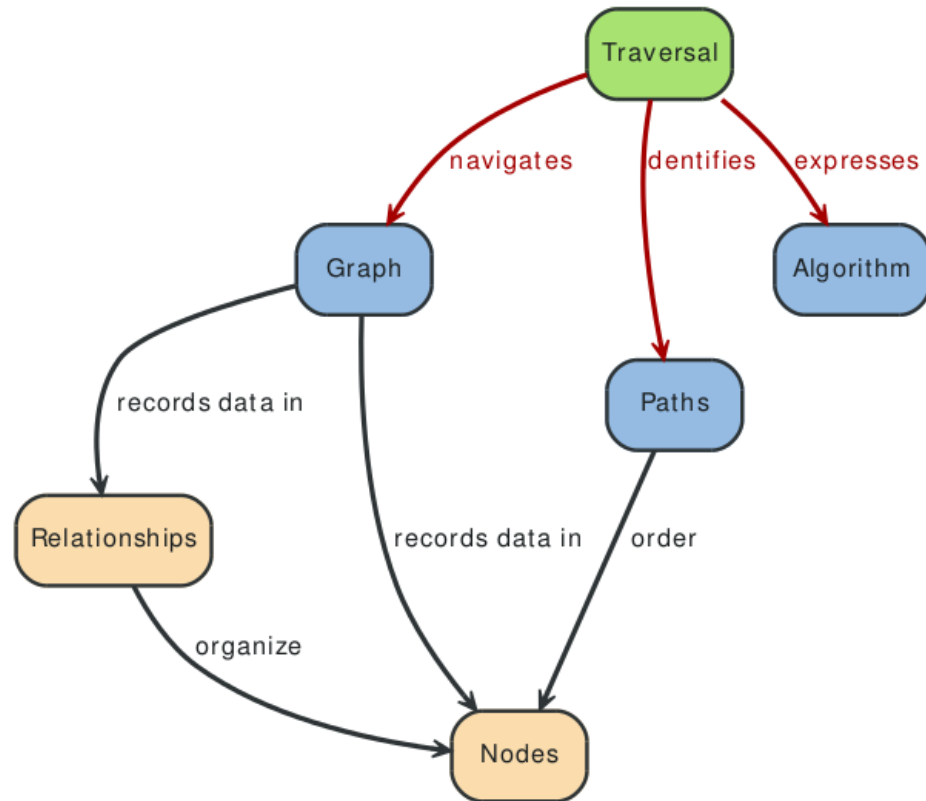 Traversal
navigates
dentifies
expresses
Graph
Algorithm
records data in
Paths
Relationships
records data in
order
organize
Nodes